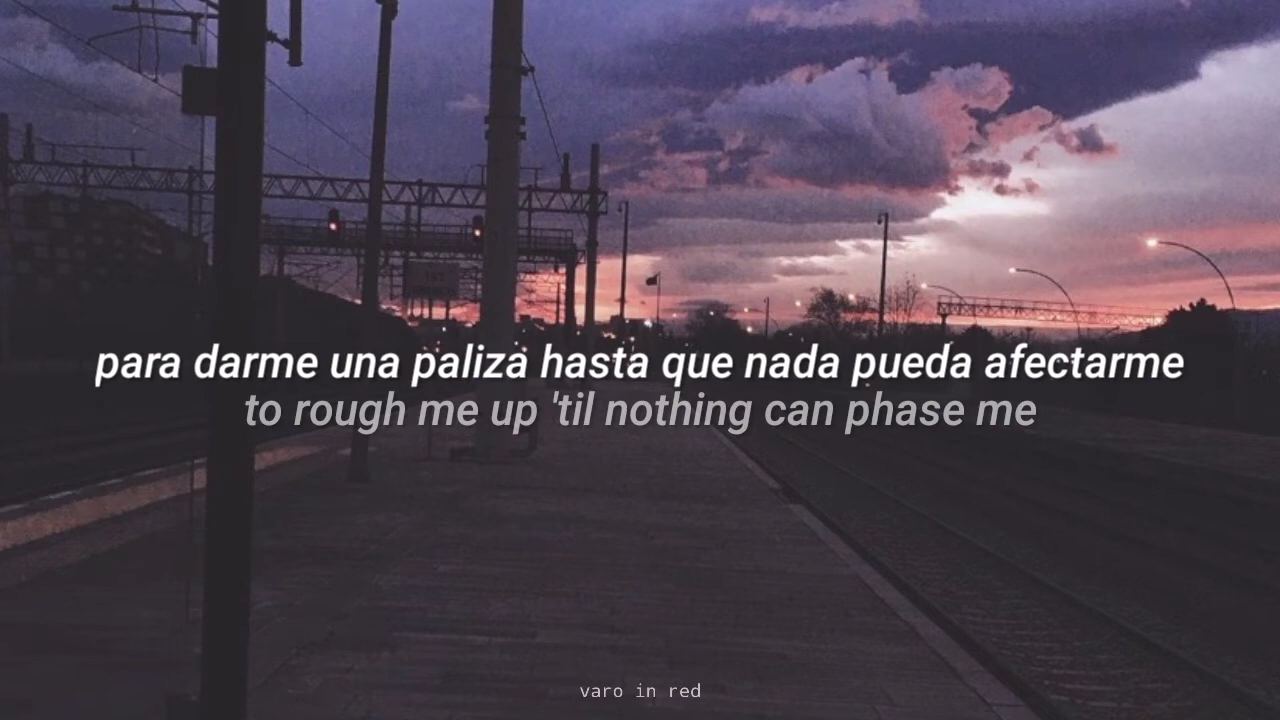 para darme una paliza hasta que nada pueda afectarme
to rough me up 'til nothing can phase me
varo in red